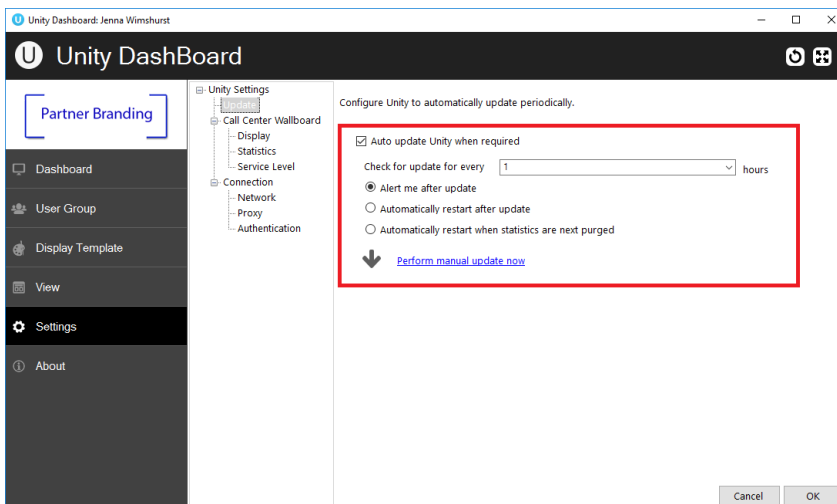 Unity Dashboard: Jenna Wimshurst
Unity DashBoard
Partner Branding
Dashboard
User Group
Display Template
View
Settings
About
Unity Settings
Update
Call Center Wallboard
Display
Statistics
Service Level
Connection
Network
Proxy
Authentication
Configure Unity to automatically update periodically.
Auto update Unity when required
Check for update for every 1 hours
Alert me after update
Automatically restart after update
Automatically restart when statistics are next purged
Perform manual update now
Cancel OK